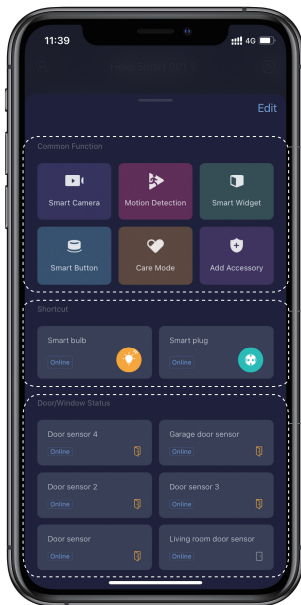 11:39
4G
Edit
Common Function
Smart Camera
Motion Detection
Smart Widget
Smart Button
Care Mode
Add Accessory
Shortcut
Smart bulb
Online
Smart plug
Online
Door/Window Status
Door sensor 4
Online
Garage door sensor
Online
Door sensor 2
Online
Door sensor 3
Online
Door sensor
Online
Living room door sensor
Online